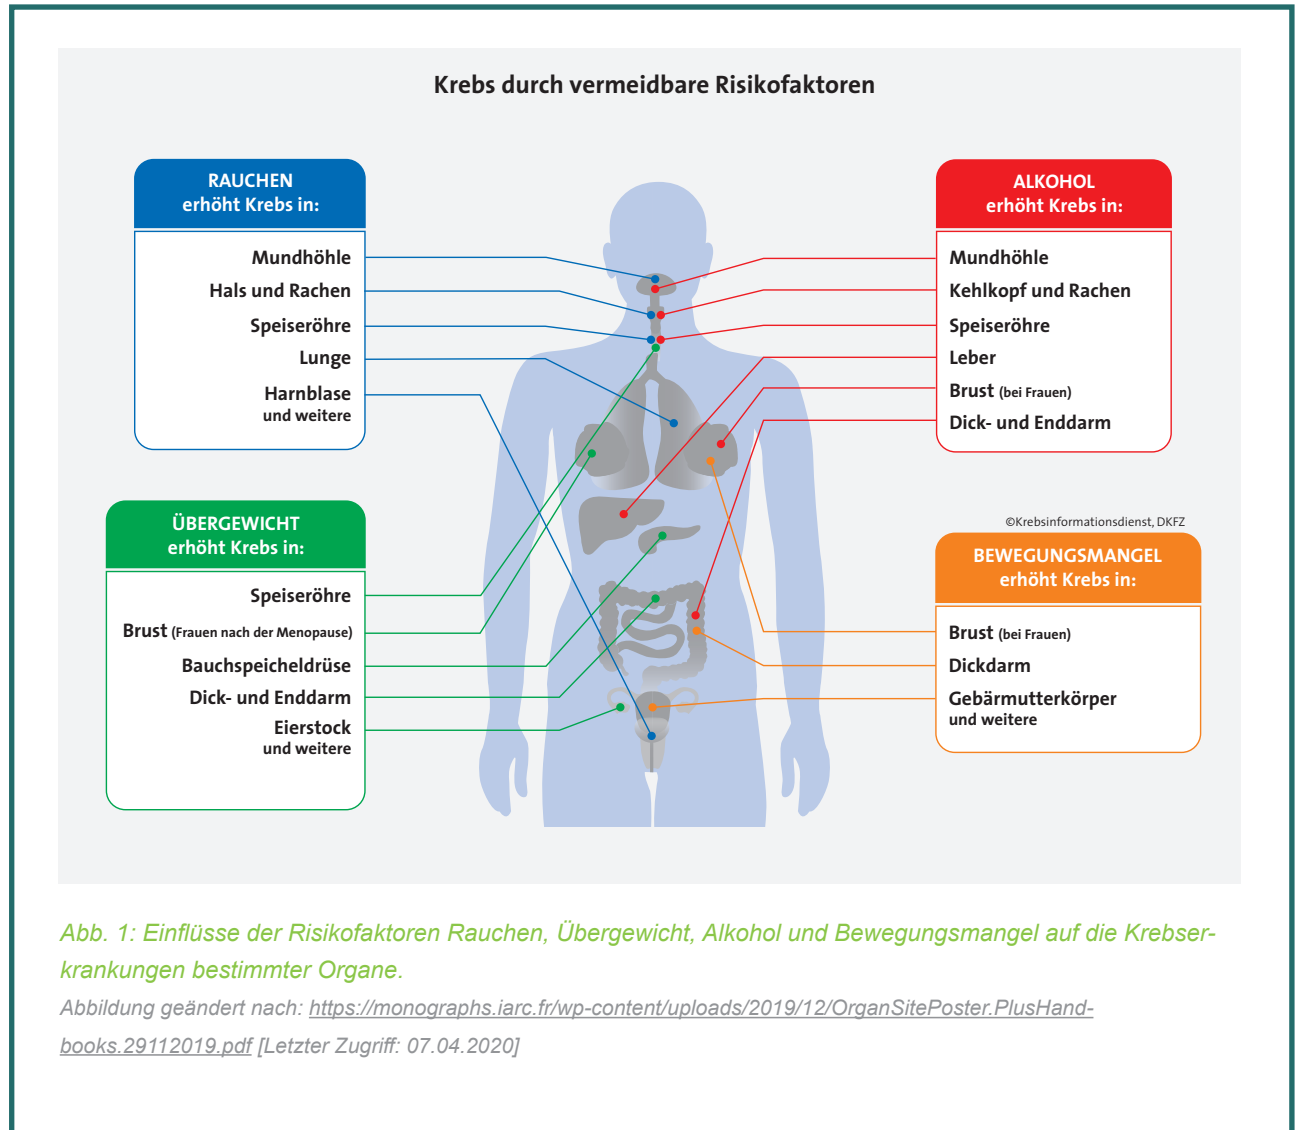 Krebs durch vermeidbare Risikofaktoren
RAUCHEN
erhöht Krebs in:
Mundhöhle
Hals und Rachen
Speiseröhre
Lunge
Harnblase
und weitere
ALKOHOL
erhöht Krebs in:
Mundhöhle
Kehlkopf und Rachen
Speiseröhre
Leber
Brust (bei Frauen)
Dick- und Enddarm
ÜBERGEWICHT
erhöht Krebs in:
Speiseröhre
Brust (Frauen nach der Menopause)
Bauchspeicheldrüse
Dick- und Enddarm
Eierstock
und weitere
©Krebsinformationsdienst, DKFZ
BEWEGUNGSMANGEL
erhöht Krebs in:
Brust (bei Frauen)
Dickdarm
Gebärmutterkörper
und weitere
Abb. 1: Einflüsse der Risikofaktoren Rauchen, Übergewicht, Alkohol und Bewegungsmangel auf die Krebser-
krankungen bestimmter Organe.
Abbildung geändert nach: https://monographs.iarc.fr/wp-content/uploads/2019/12/OrganSitePoster.PlusHand-
books.29112019.pdf [Letzter Zugriff: 07.04.2020]